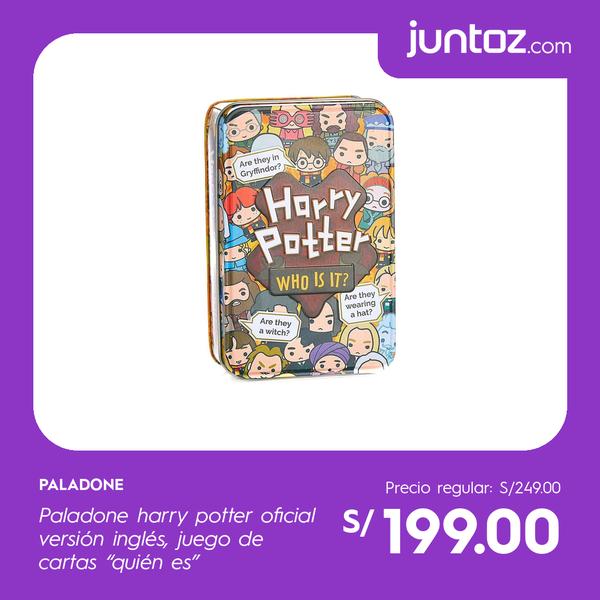 juntoz.com
Are they in
Gryffindor?
Harry
Potter
WHO IS IT?
Are they
wearing
a hat?
Are they
a witch?
PALADONE
Paladone harry potter oficial
versión inglés, juego de
cartas “quién es”
Precio regular: S/249.00
S/199.00